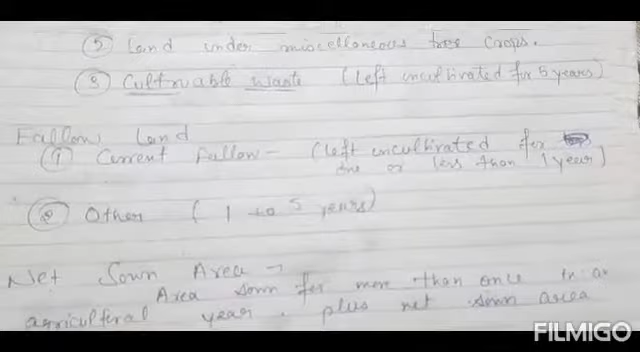 (5) Land under miscellaneous tree crops.
(3) Cultruable Waste (left uncultivated for 5 years)
Fallow Land
(1) Current Fallow - (left uncultivated for
one or less than 1 year)
(2) Other (1 to 5 years)
Net Sown Area →
Area sown for more than once in an
agricultural year. plus net sown area
FILMIGO